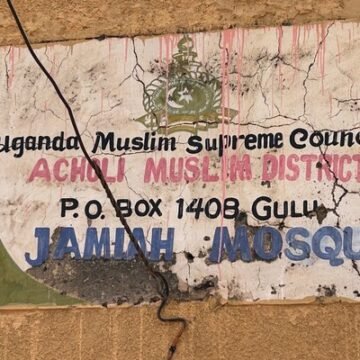 Uganda Muslim Supreme Counc
ACHOLI MUSLIM DISTRICT
P.O. BOX 1408, GULU
JAMIAH MOSQU